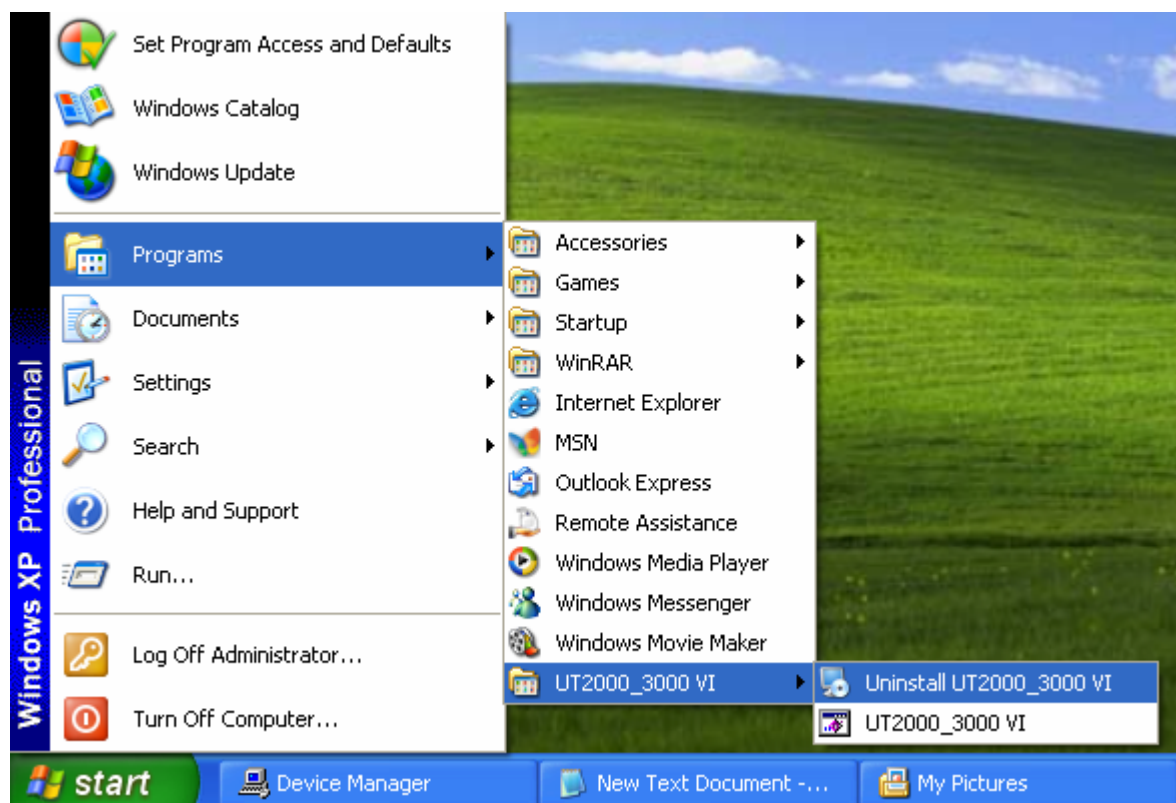 Set Program Access and Defaults
Windows Catalog
Windows Update
Programs
Documents
Settings
Search
Help and Support
Run...
Log Off Administrator...
Turn Off Computer...
Windows XP Professional
Accessories
Games
Startup
WinRAR
Internet Explorer
MSN
Outlook Express
Remote Assistance
Windows Media Player
Windows Messenger
Windows Movie Maker
UT2000_3000 VI
Uninstall UT2000_3000 VI
UT2000_3000 VI
start
Device Manager
New Text Document -...
My Pictures